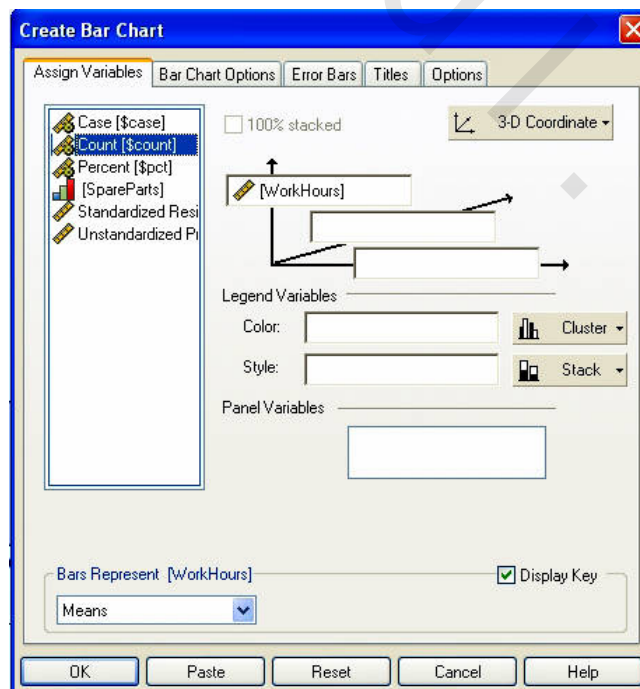 Create Bar Chart
Assign Variables Bar Chart Options Error Bars Titles Options
Case [$case]
Count [$count]
Percent [$pct]
[SpareParts]
Standardized Resi
Unstandardized Pr
100% stacked
3-D Coordinate
[WorkHours]
Legend Variables
Color:
Cluster
Style:
Stack
Panel Variables
Bars Represent [WorkHours]
Display Key
Means
OK Paste Reset Cancel Help